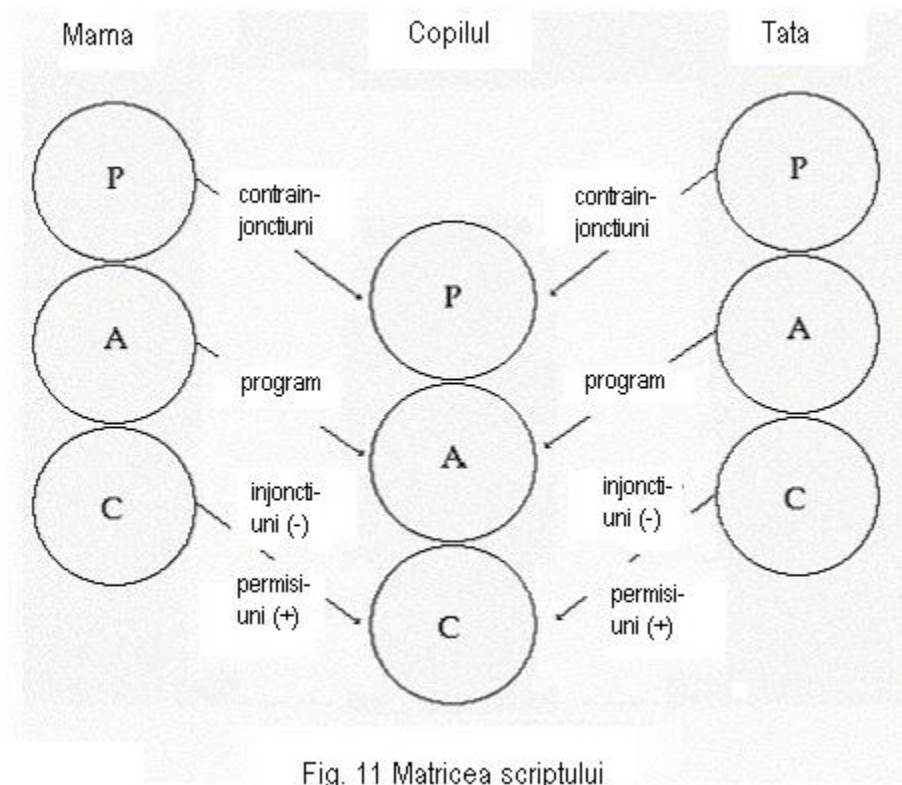 Mama
Copilul
Tata
P
P
contrain-
jonctiuni
contrain-
jonctiuni
P
A
A
program
program
A
C
C
injoncti-
uni (-)
injoncti-
uni (-)
permisi-
uni (+)
permisi-
uni (+)
C
Fig. 11 Matricea scriptului